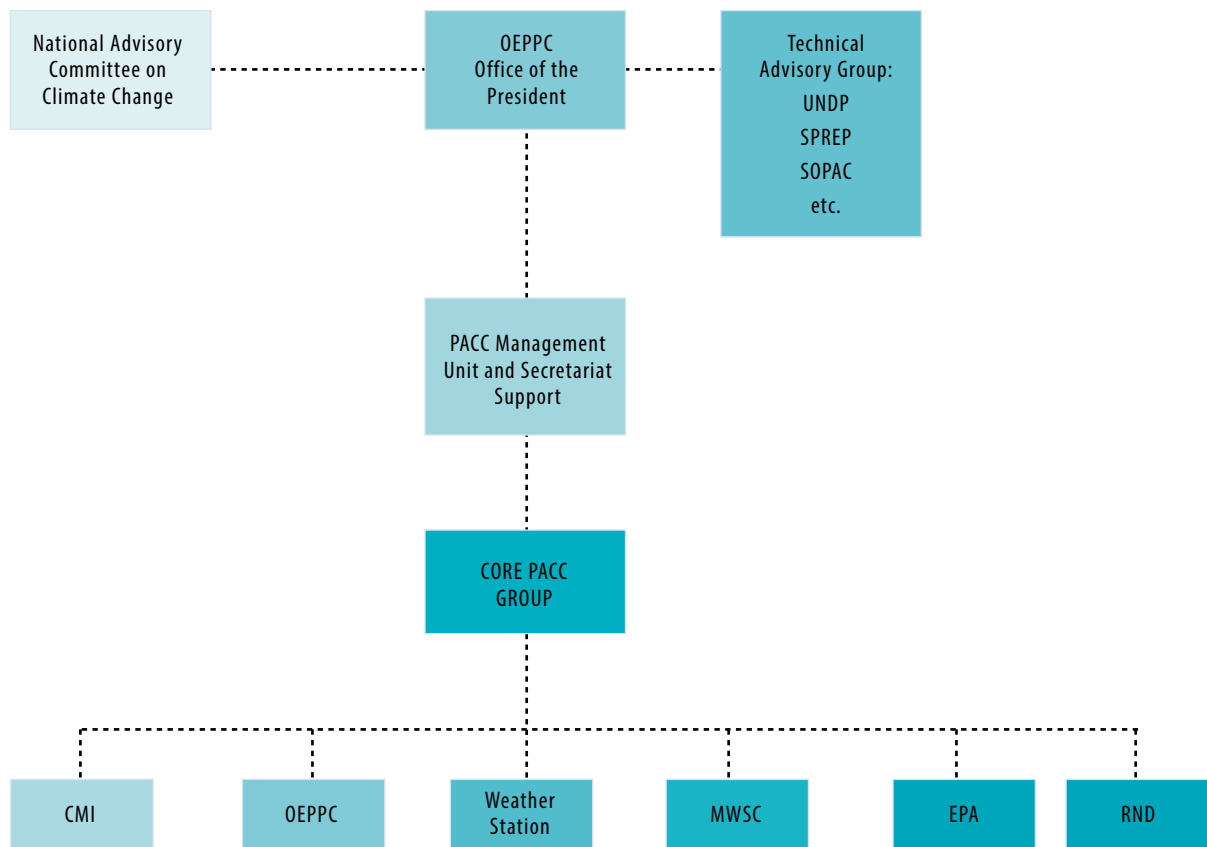 National Advisory
Committee on
Climate Change
OEPPC
Office of the
President
Technical
Advisory Group:
UNDP
SPREP
SOPAC
etc.
PACC Management
Unit and Secretariat
Support
CORE PACC
GROUP
CMI
OEPPC
Weather
Station
MWSC
EPA
RND